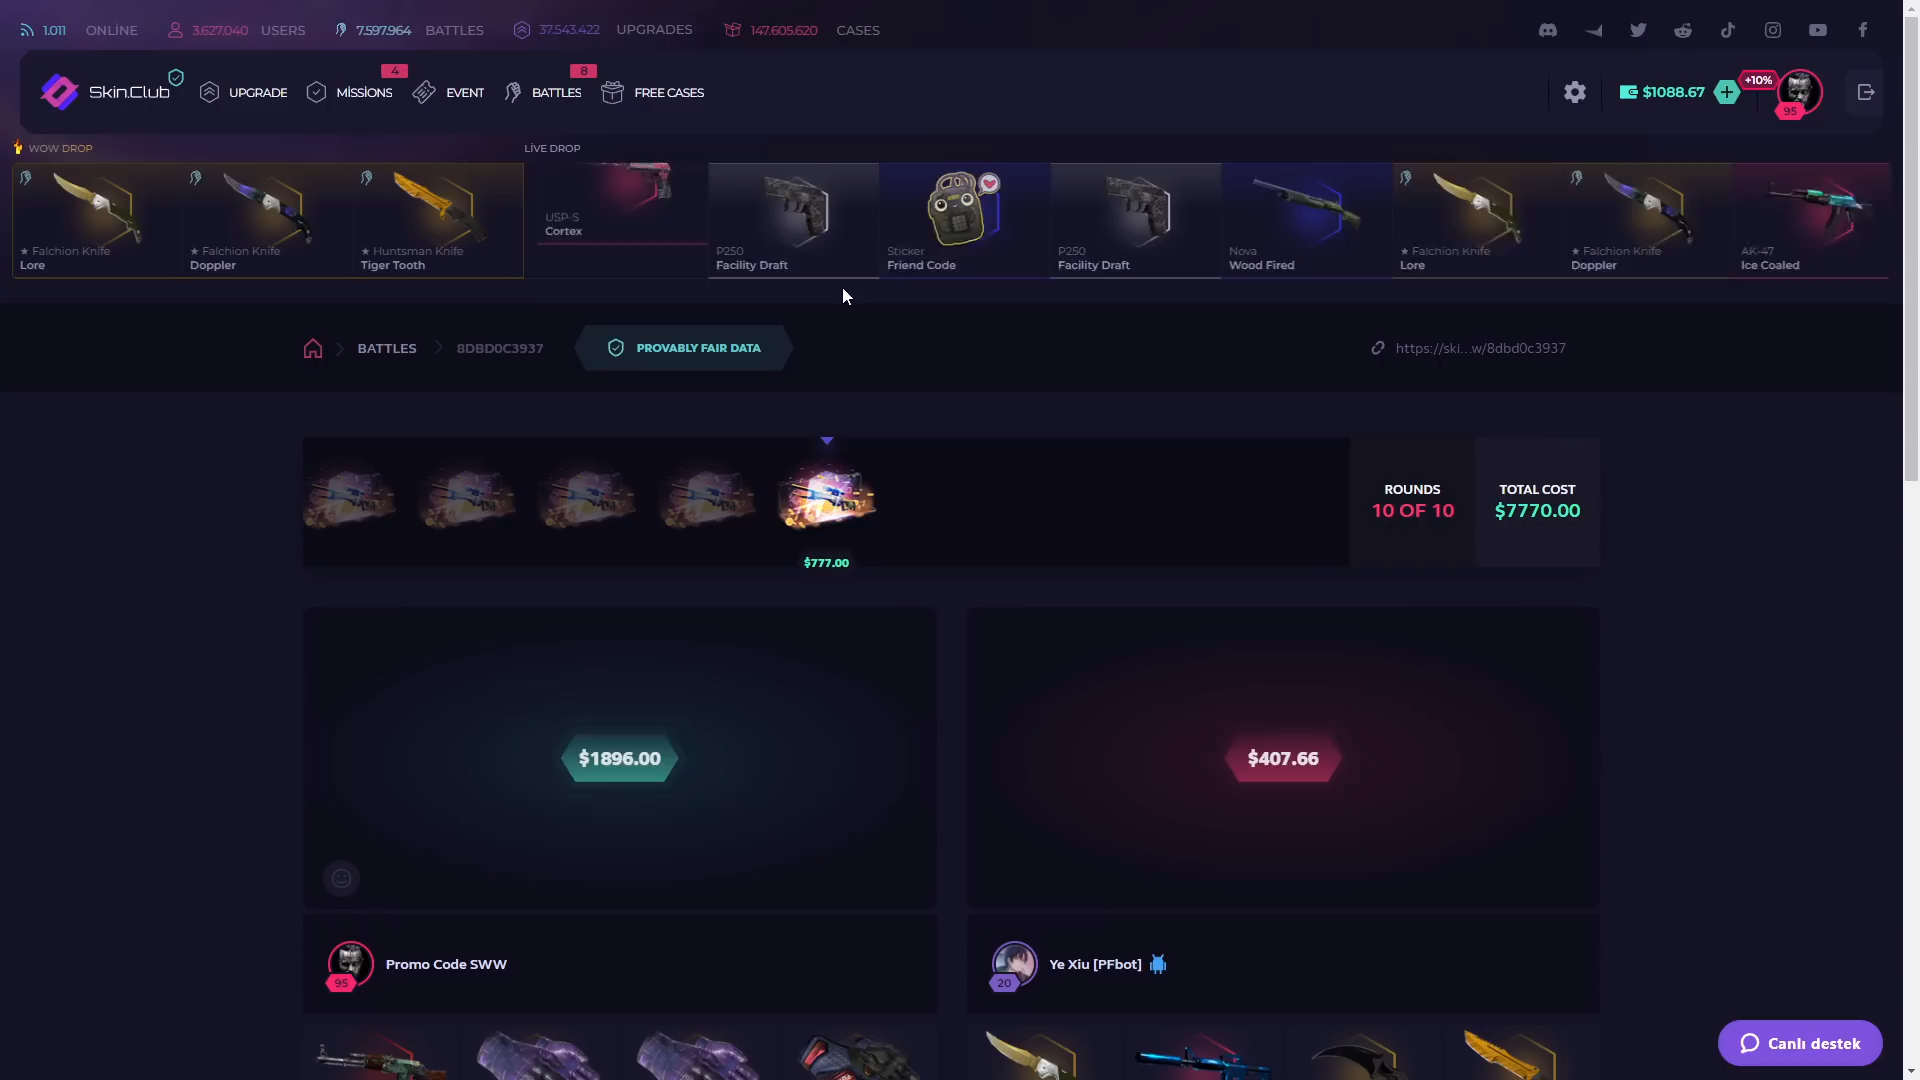 1.011 ONLİNE 3.627.040 USERS 7.597.964 BATTLES 37.543.422 UPGRADES 147.605.620 CASES
Skin.Club UPGRADE 4 MİSSİONS EVENT 8 BATTLES FREE CASES $1088.67 +10% 95
WOW DROP LİVE DROP
★ Falchion Knife
Lore
★ Falchion Knife
Doppler
★ Huntsman Knife
Tiger Tooth
USP-S
Cortex
P250
Facility Draft
Sticker
Friend Code
P250
Facility Draft
Nova
Wood Fired
★ Falchion Knife
Lore
★ Falchion Knife
Doppler
AK-47
Ice Coaled
BATTLES 8DBD0C3937 PROVABLY FAIR DATA https://ski...w/8dbd0c3937
ROUNDS
10 OF 10
TOTAL COST
$7770.00
$777.00
$1896.00
$407.66
Promo Code SWW
95
Ye Xiu [PFbot]
20
Canlı destek